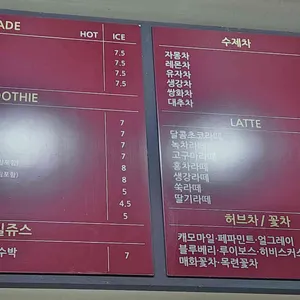 ADE
HOT ICE
7.5
7.5
7.5
7.5
OOTHIE
7
7
7
7
8
8
5
4.5
5
일쥬스
수박 7
수제차
자몽차
레몬차
유자차
생강차
쌍화차
대추차
LATTE
달콤초코라떼
녹차라떼
고구마라떼
홍차라떼
생강라떼
쑥라떼
딸기라떼
허브차 / 꽃차
캐모마일·페파민트·얼그레이
블루베리·루이보스·히비스커스
매화꽃차·목련꽃차